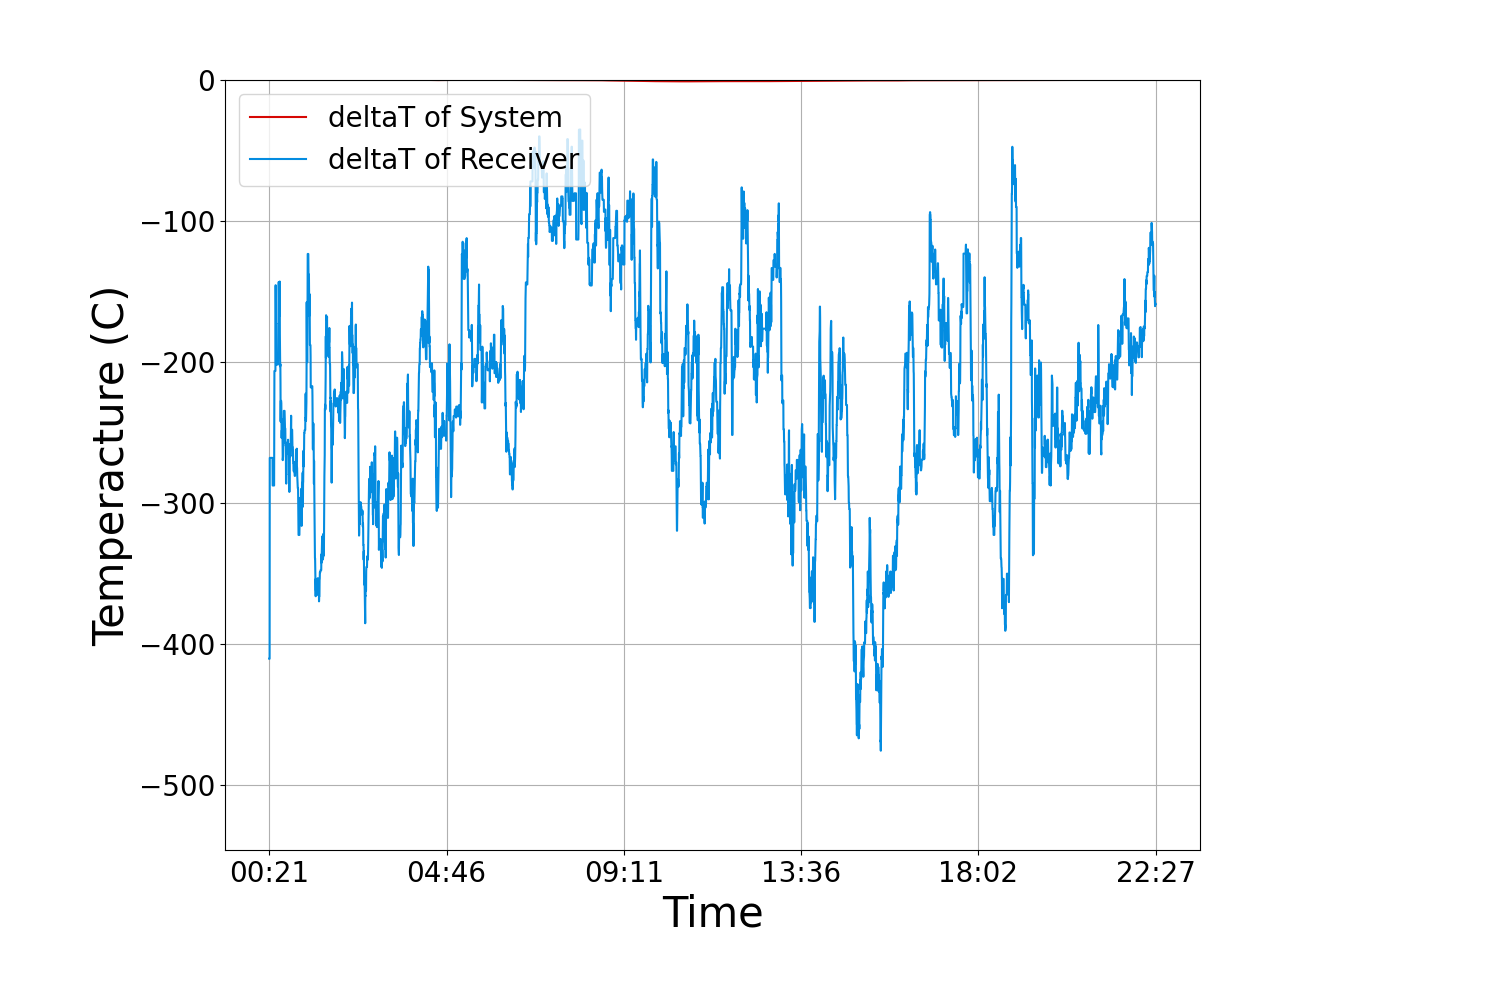 0
deltaT of System
deltaT of Receiver
−100
−200
−300
−400
−500
Temperacture (C)
00:21 04:46 09:11 13:36 18:02 22:27
Time